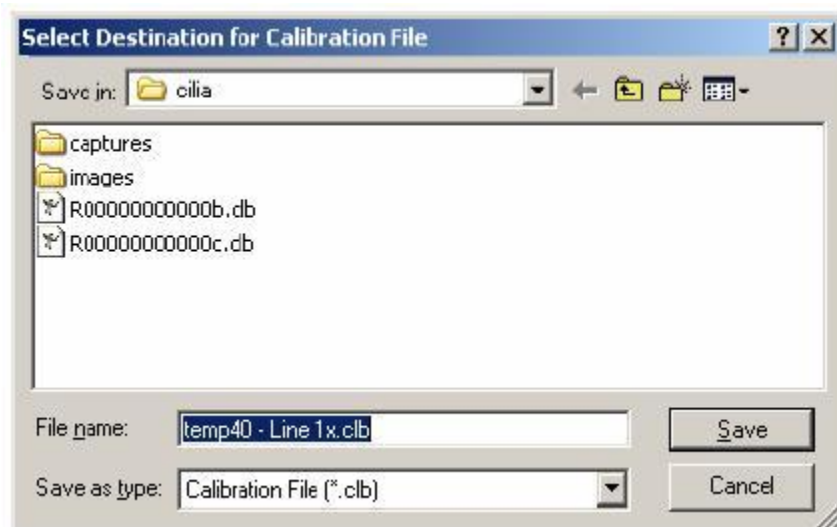 Select Destination for Calibration File
Save in: cilia
captures
images
R00000000000b.db
R00000000000c.db
File name: temp40 - Line 1x.clb Save
Save as type: Calibration File (*.clb) Cancel